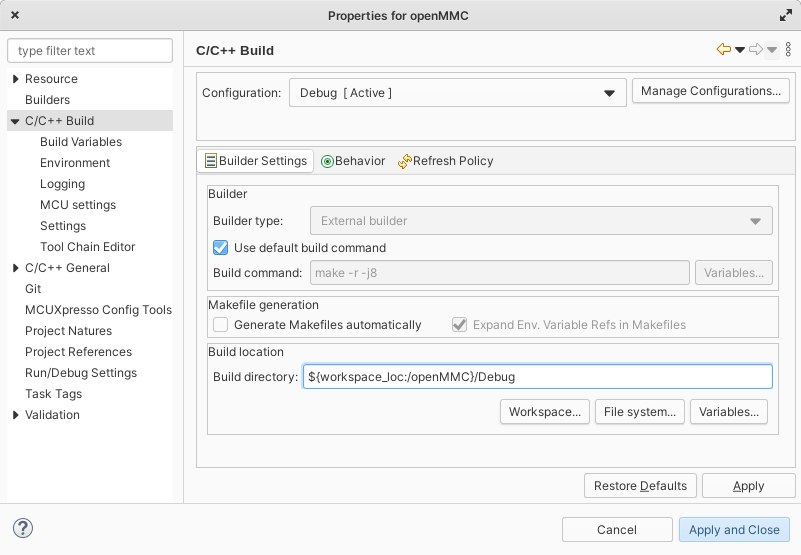 Properties for openMMC
type filter text
Resource
Builders
C/C++ Build
Build Variables
Environment
Logging
MCU settings
Settings
Tool Chain Editor
C/C++ General
Git
MCUXpresso Config Tools
Project Natures
Project References
Run/Debug Settings
Task Tags
Validation
C/C++ Build
Configuration: Debug [ Active ] Manage Configurations...
Builder Settings Behavior Refresh Policy
Builder
Builder type: External builder
Use default build command
Build command: make -r -j8 Variables...
Makefile generation
Generate Makefiles automatically Expand Env. Variable Refs in Makefiles
Build location
Build directory: ${workspace_loc:/openMMC}/Debug
Workspace... File system... Variables...
Restore Defaults Apply
? Cancel Apply and Close